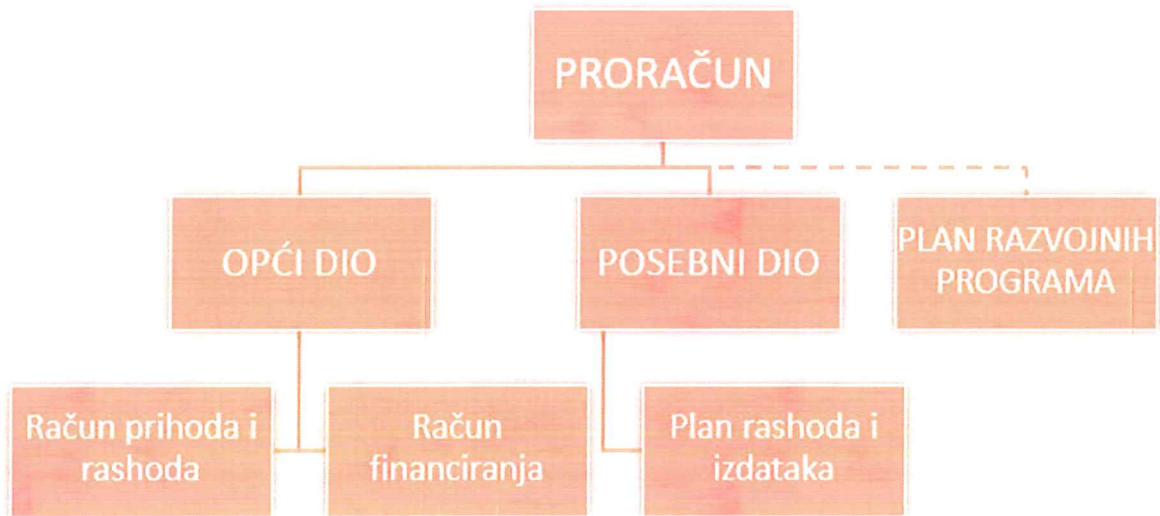 PRORAČUN
OPĆI DIO
POSEBNI DIO
PLAN RAZVOJNIH
PROGRAMA
Račun prihoda i
rashoda
Račun
financiranja
Plan rashoda i
izdataka